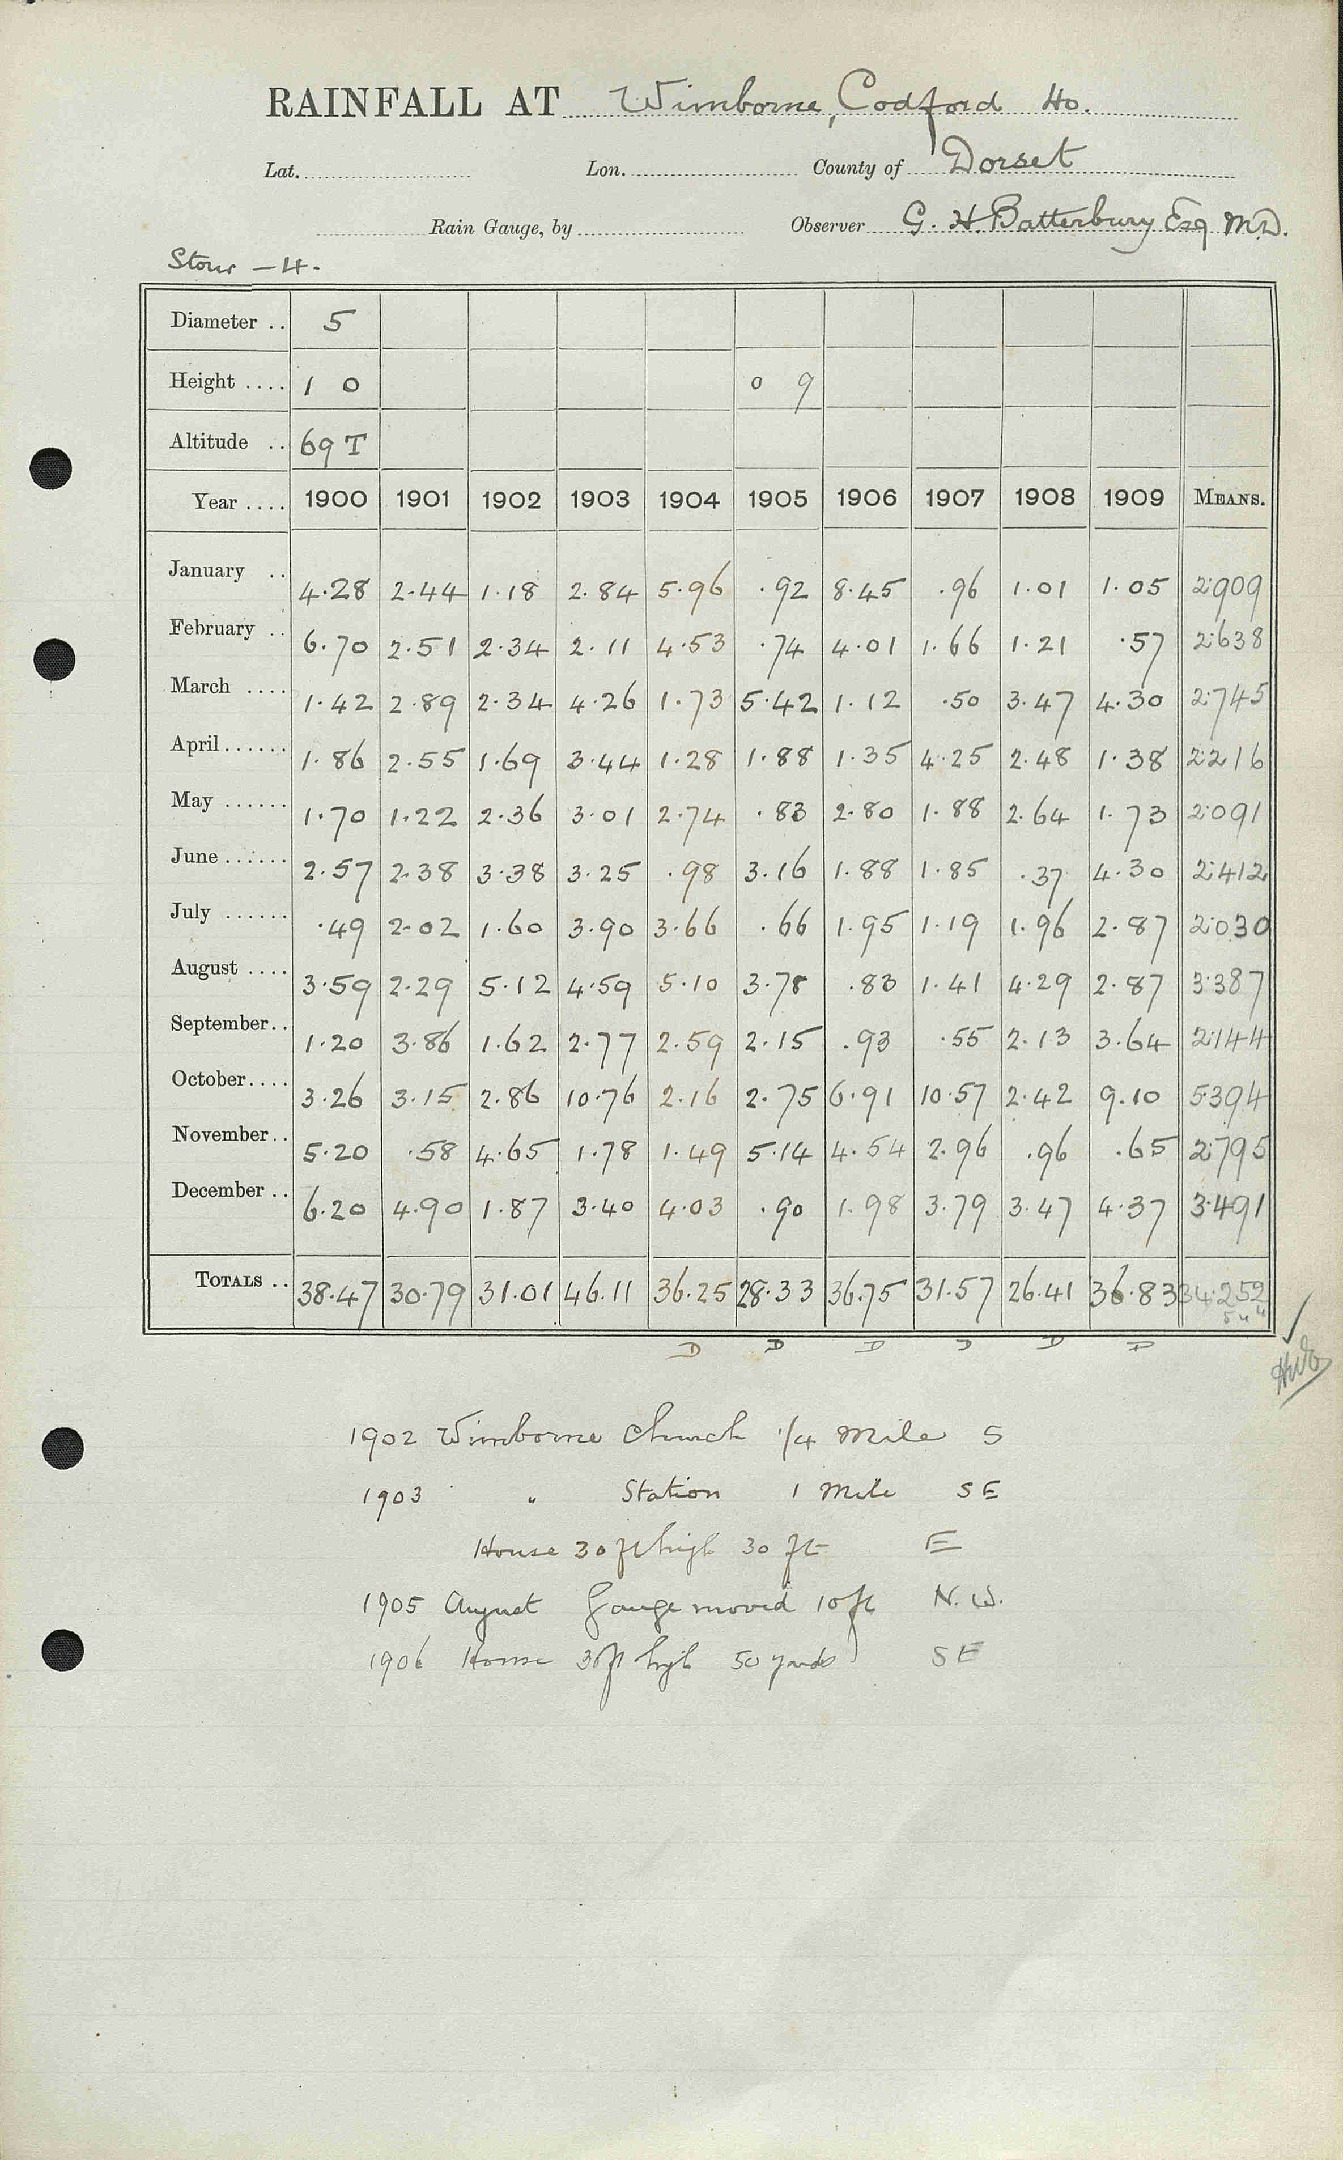 RAINFALL AT Wimborne, Codford Ho.
Lat. Lon. County of Dorset
Rain Gauge, by Observer G. H. Batterbury Esq M.D.
Stour - 4.
Diameter .. 5
Height .... 1 0 0 9
Altitude .. 69 T
Year .... 1900 1901 1902 1903 1904 1905 1906 1907 1908 1909 MEANS.
January .. 4.28 2.44 1.18 2.84 5.96 .92 8.45 .96 1.01 1.05 2.909
February .. 6.70 2.51 2.34 2.11 4.53 .74 4.01 1.66 1.21 .57 2.638
March .... 1.42 2.89 2.34 4.26 1.73 5.42 1.12 .50 3.47 4.30 2.745
April ...... 1.86 2.55 1.69 3.44 1.28 1.88 1.35 4.25 2.48 1.38 2.216
May ...... 1.70 1.22 2.36 3.01 2.74 .83 2.80 1.88 2.64 1.73 2.091
June ...... 2.57 2.38 3.38 3.25 .98 3.16 1.88 1.85 .37 4.30 2.412
July ...... .49 2.02 1.60 3.90 3.66 .66 1.95 1.19 1.96 2.87 2.030
August .... 3.59 2.29 5.12 4.59 5.10 3.78 .83 1.41 4.29 2.87 3.387
September.. 1.20 3.86 1.62 2.77 2.59 2.15 .93 .55 2.13 3.64 2.144
October.... 3.26 3.15 2.86 10.76 2.16 2.75 6.91 10.57 2.42 9.10 5.394
November.. 5.20 .58 4.65 1.78 1.49 5.14 4.54 2.96 .96 .65 2.795
December .. 6.20 4.90 1.87 3.40 4.03 .90 1.98 3.79 3.47 4.37 3.491
TOTALS .. 38.47 30.79 31.01 46.11 36.25 28.33 36.75 31.57 26.41 36.83 34.252
D D D D D D
1902 Wimborne Church 1/4 Mile S
1903 " Station 1 Mile SE
House 30 ft high 30 ft E
1905 August Gauge moved 10 ft N.W.
1906 House 30 ft high 50 yards SE